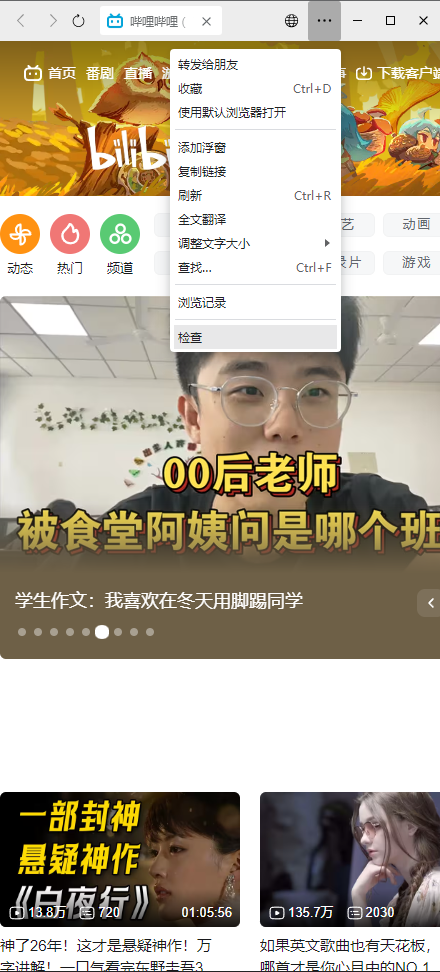 哔哩哔哩（
首页 番剧 直播
下载客户端
bilibi
转发给朋友
收藏 Ctrl+D
使用默认浏览器打开
添加浮窗
复制链接
刷新 Ctrl+R
全文翻译
调整文字大小
查找... Ctrl+F
浏览记录
检查
艺 动画
录片 游戏
动态 热门 频道
00后老师
被食堂阿姨问是哪个班
学生作文：我喜欢在冬天用脚踢同学
一部封神
悬疑神作
《白夜行》
13.8万 720 01:05:56
135.7万 2030
神了26年！这才是悬疑神作！万
字讲解！一口气看完东野圭吾3
如果英文歌曲也有天花板，
哪首才是你心目中的NO.1